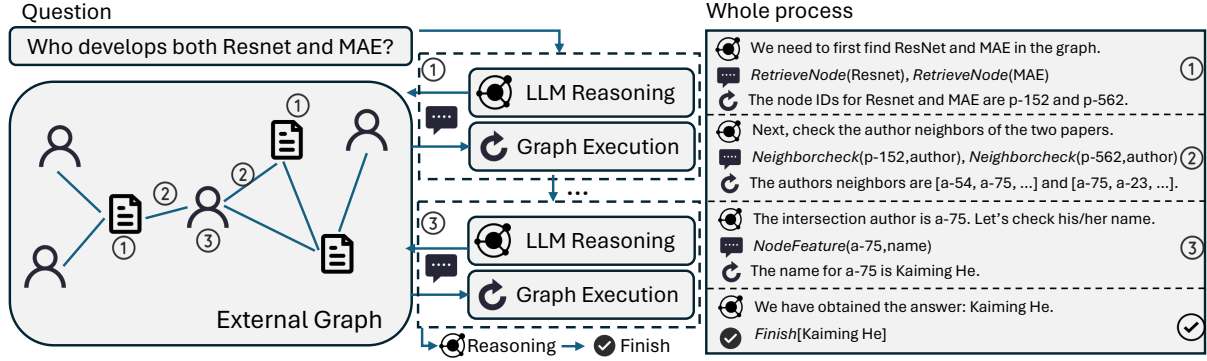 Question
Who develops both Resnet and MAE?
①
②
②
①
③
External Graph
①
LLM Reasoning
Graph Execution
...
③
LLM Reasoning
Graph Execution
Reasoning
Finish
Whole process
We need to first find ResNet and MAE in the graph.
RetrieveNode(Resnet), RetrieveNode(MAE)
①
The node IDs for Resnet and MAE are p-152 and p-562.
Next, check the author neighbors of the two papers.
Neighborcheck(p-152,author), Neighborcheck(p-562,author)
②
The authors neighbors are [a-54, a-75, ...] and [a-75, a-23, ...].
The intersection author is a-75. Let's check his/her name.
NodeFeature(a-75,name)
③
The name for a-75 is Kaiming He.
We have obtained the answer: Kaiming He.
Finish[Kaiming He]